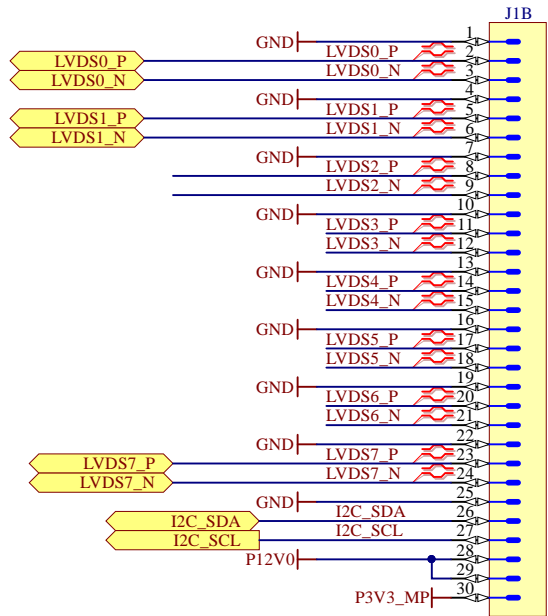 J1B
GND 1
LVDS0_P LVDS0_P 2
LVDS0_N LVDS0_N 3
GND 4
LVDS1_P LVDS1_P 5
LVDS1_N LVDS1_N 6
GND 7
LVDS2_P 8
LVDS2_N 9
GND 10
LVDS3_P 11
LVDS3_N 12
GND 13
LVDS4_P 14
LVDS4_N 15
GND 16
LVDS5_P 17
LVDS5_N 18
GND 19
LVDS6_P 20
LVDS6_N 21
GND 22
LVDS7_P LVDS7_P 23
LVDS7_N LVDS7_N 24
GND 25
I2C_SDA I2C_SDA 26
I2C_SCL I2C_SCL 27
P12V0 28
29
P3V3_MP 30